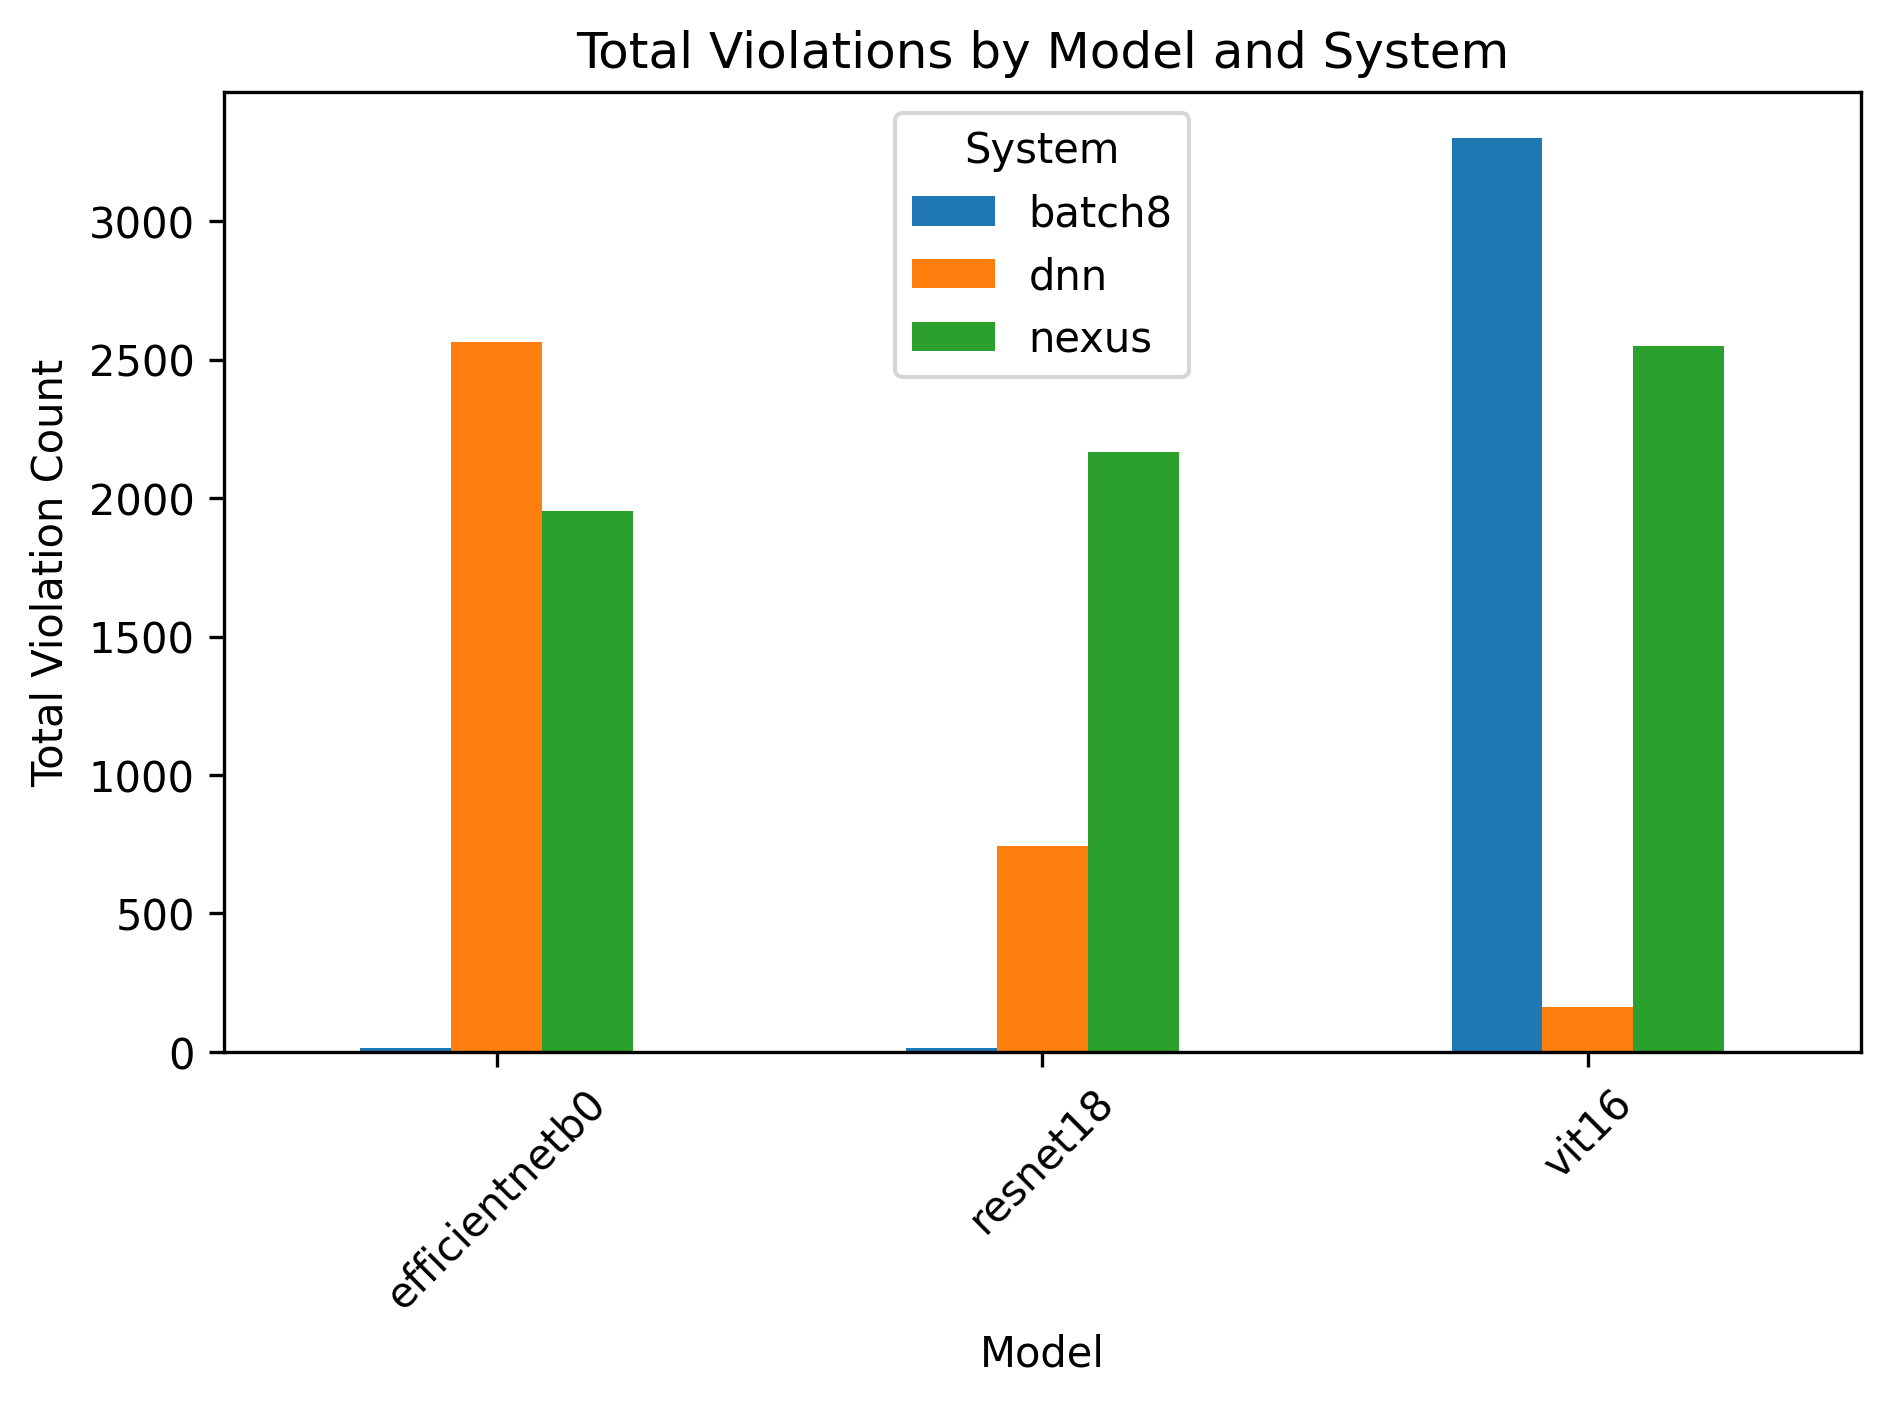 Total Violations by Model and System
System
batch8
dnn
nexus
Total Violation Count
3000
2500
2000
1500
1000
500
0
efficientnetb0
resnet18
vit16
Model